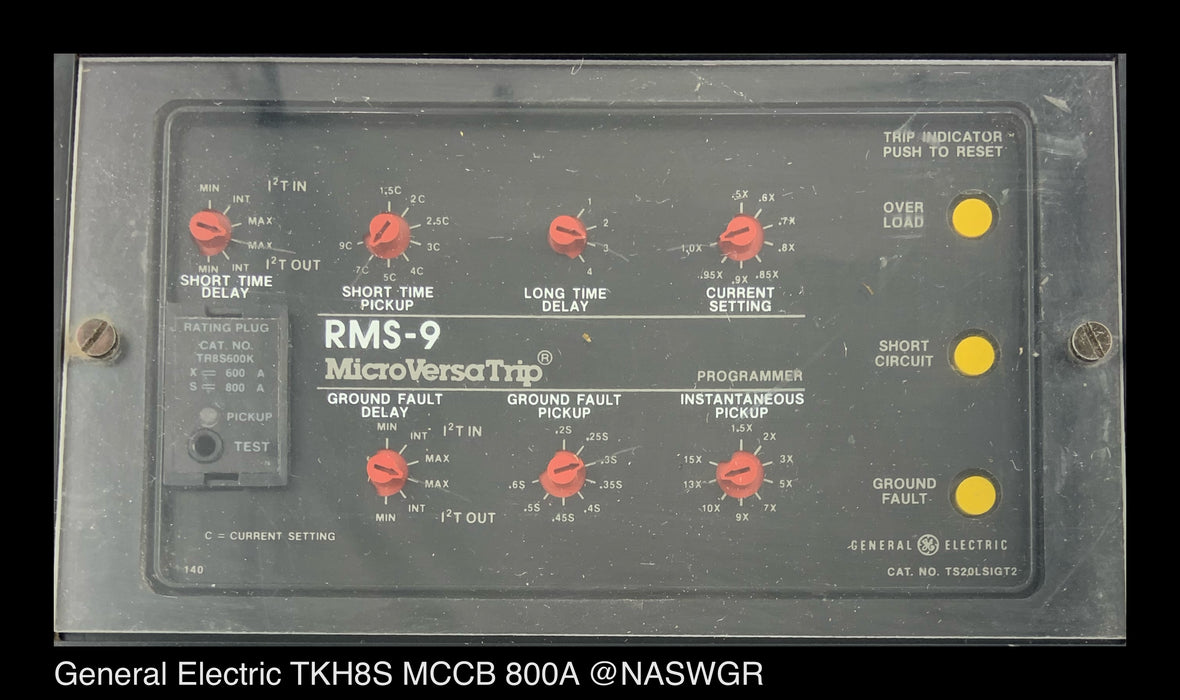 TRIP INDICATOR
PUSH TO RESET
MIN
INT
I²T IN
MAX
MAX
I²T OUT
INT
MIN
SHORT TIME
DELAY
1.5C
2C
2.5C
3C
4C
5C
7C
9C
SHORT TIME
PICKUP
1
2
3
4
LONG TIME
DELAY
.5X
.6X
.7X
.8X
.85X
.9X
.95X
1.0X
CURRENT
SETTING
OVER
LOAD
RATING PLUG
CAT. NO.
TR8S600K
X = 600 A
S = 800 A
PICKUP
TEST
RMS-9
MicroVersaTrip®
PROGRAMMER
SHORT
CIRCUIT
GROUND FAULT
DELAY
MIN
INT
I²T IN
MAX
MAX
INT
I²T OUT
MIN
GROUND FAULT
PICKUP
.2S
.25S
.3S
.35S
.4S
.45S
.5S
.6S
INSTANTANEOUS
PICKUP
1.5X
2X
3X
5X
7X
9X
10X
13X
15X
GROUND
FAULT
C = CURRENT SETTING
140
GENERAL GE ELECTRIC
CAT. NO. TS20LSIGT2
General Electric TKH8S MCCB 800A @NASWGR